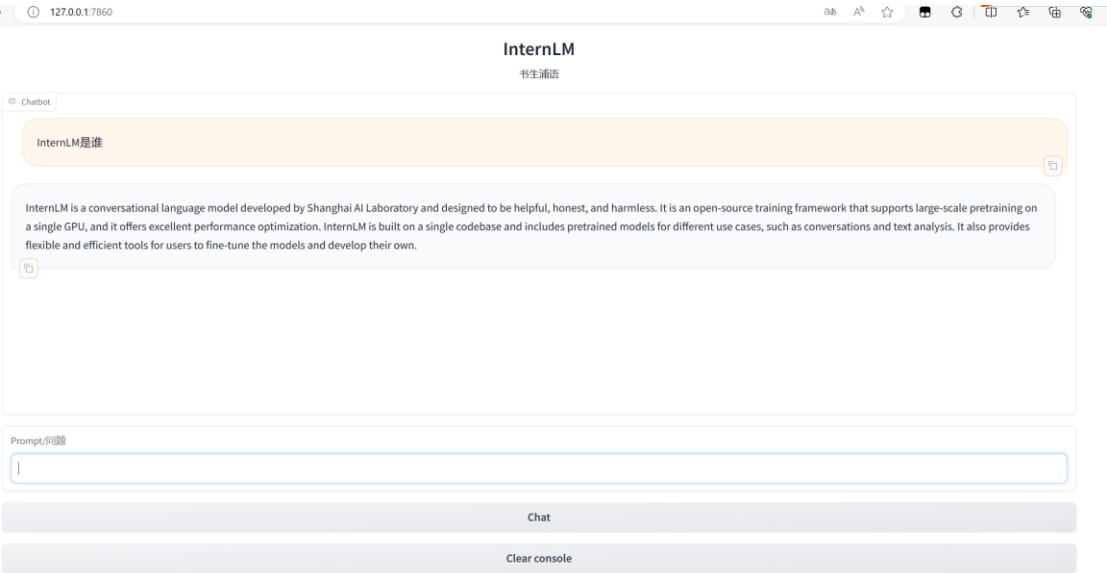 127.0.0.1:7860
InternLM
书生浦语
Chatbot
InternLM是谁
InternLM is a conversational language model developed by Shanghai AI Laboratory and designed to be helpful, honest, and harmless. It is an open-source training framework that supports large-scale pretraining on
a single GPU, and it offers excellent performance optimization. InternLM is built on a single codebase and includes pretrained models for different use cases, such as conversations and text analysis. It also provides
flexible and efficient tools for users to fine-tune the models and develop their own.
Prompt/问题
Chat
Clear console